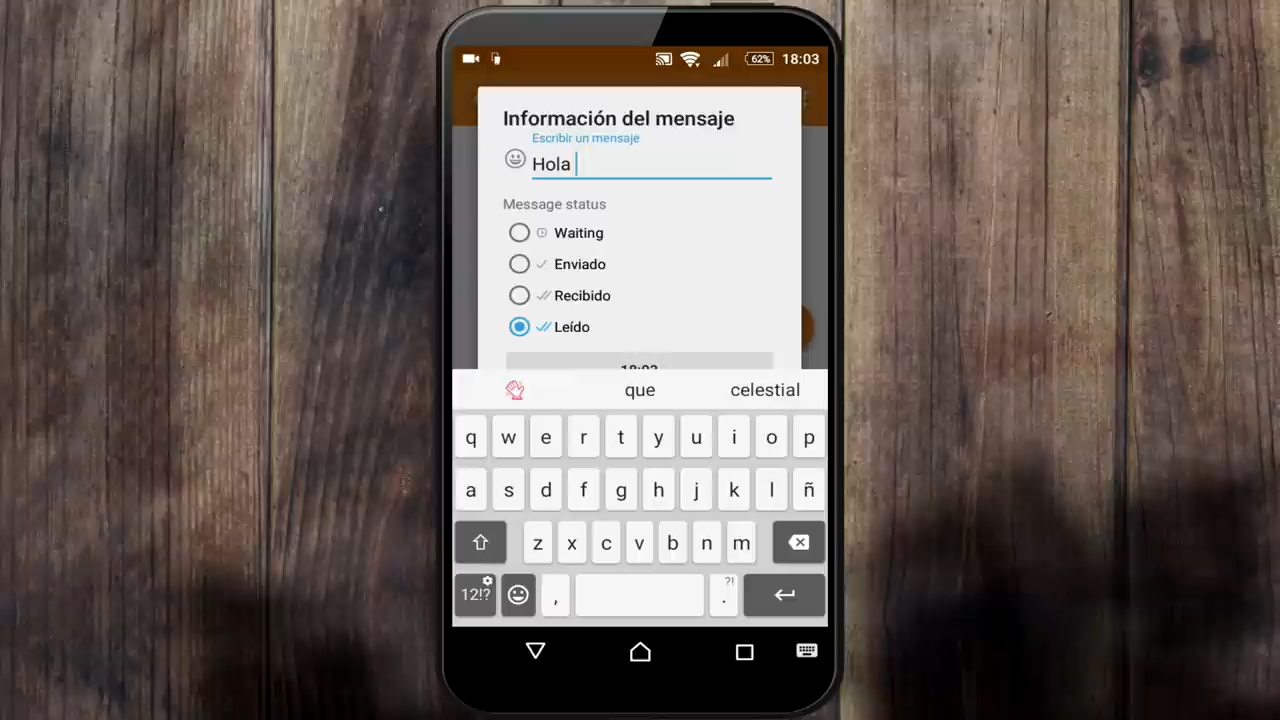 62% 18:03
Información del mensaje
Escribir un mensaje
Hola
Message status
Waiting
Enviado
Recibido
Leído
18:03
que celestial
q w e r t y u i o p
a s d f g h j k l ñ
z x c v b n m
12!? , . ?!